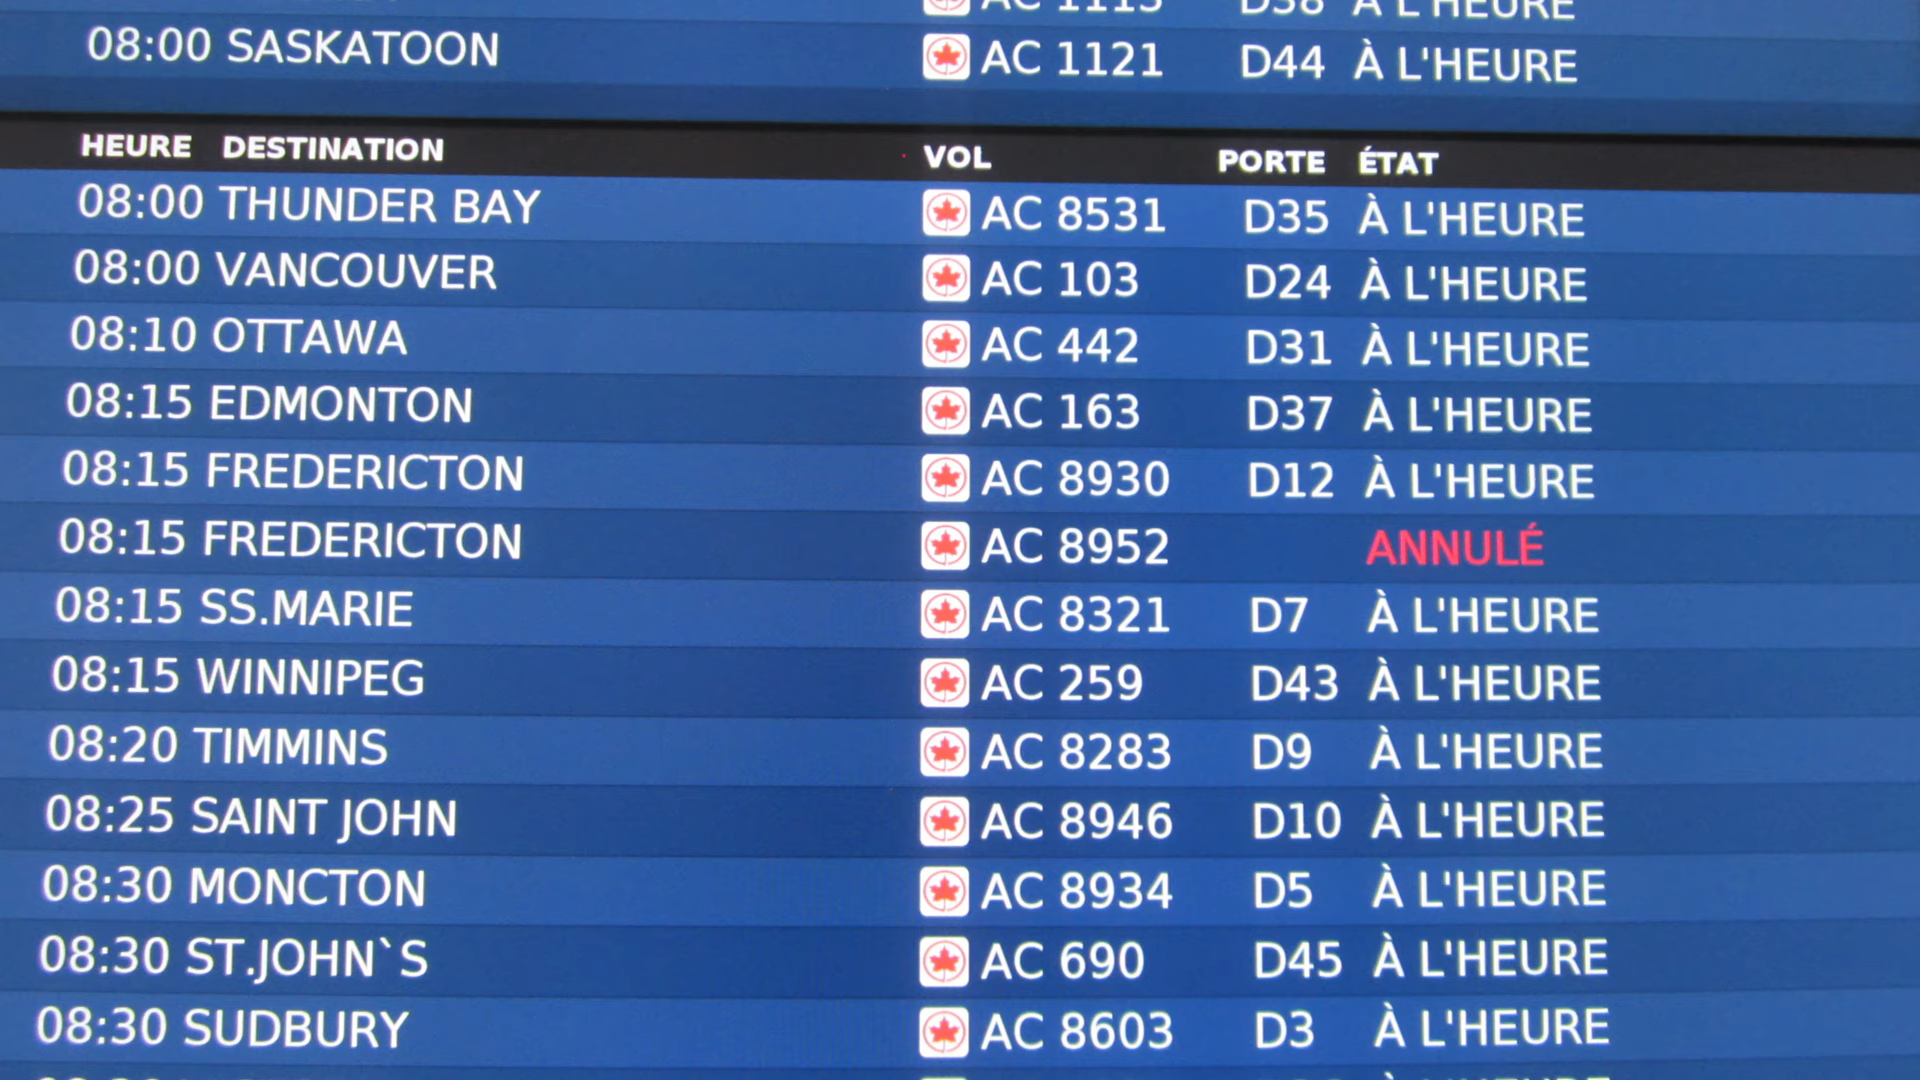 AC 1113 D38 À L'HEURE
08:00 SASKATOON AC 1121 D44 À L'HEURE
HEURE DESTINATION VOL PORTE ÉTAT
08:00 THUNDER BAY AC 8531 D35 À L'HEURE
08:00 VANCOUVER AC 103 D24 À L'HEURE
08:10 OTTAWA AC 442 D31 À L'HEURE
08:15 EDMONTON AC 163 D37 À L'HEURE
08:15 FREDERICTON AC 8930 D12 À L'HEURE
08:15 FREDERICTON AC 8952 ANNULÉ
08:15 SS.MARIE AC 8321 D7 À L'HEURE
08:15 WINNIPEG AC 259 D43 À L'HEURE
08:20 TIMMINS AC 8283 D9 À L'HEURE
08:25 SAINT JOHN AC 8946 D10 À L'HEURE
08:30 MONCTON AC 8934 D5 À L'HEURE
08:30 ST.JOHN`S AC 690 D45 À L'HEURE
08:30 SUDBURY AC 8603 D3 À L'HEURE